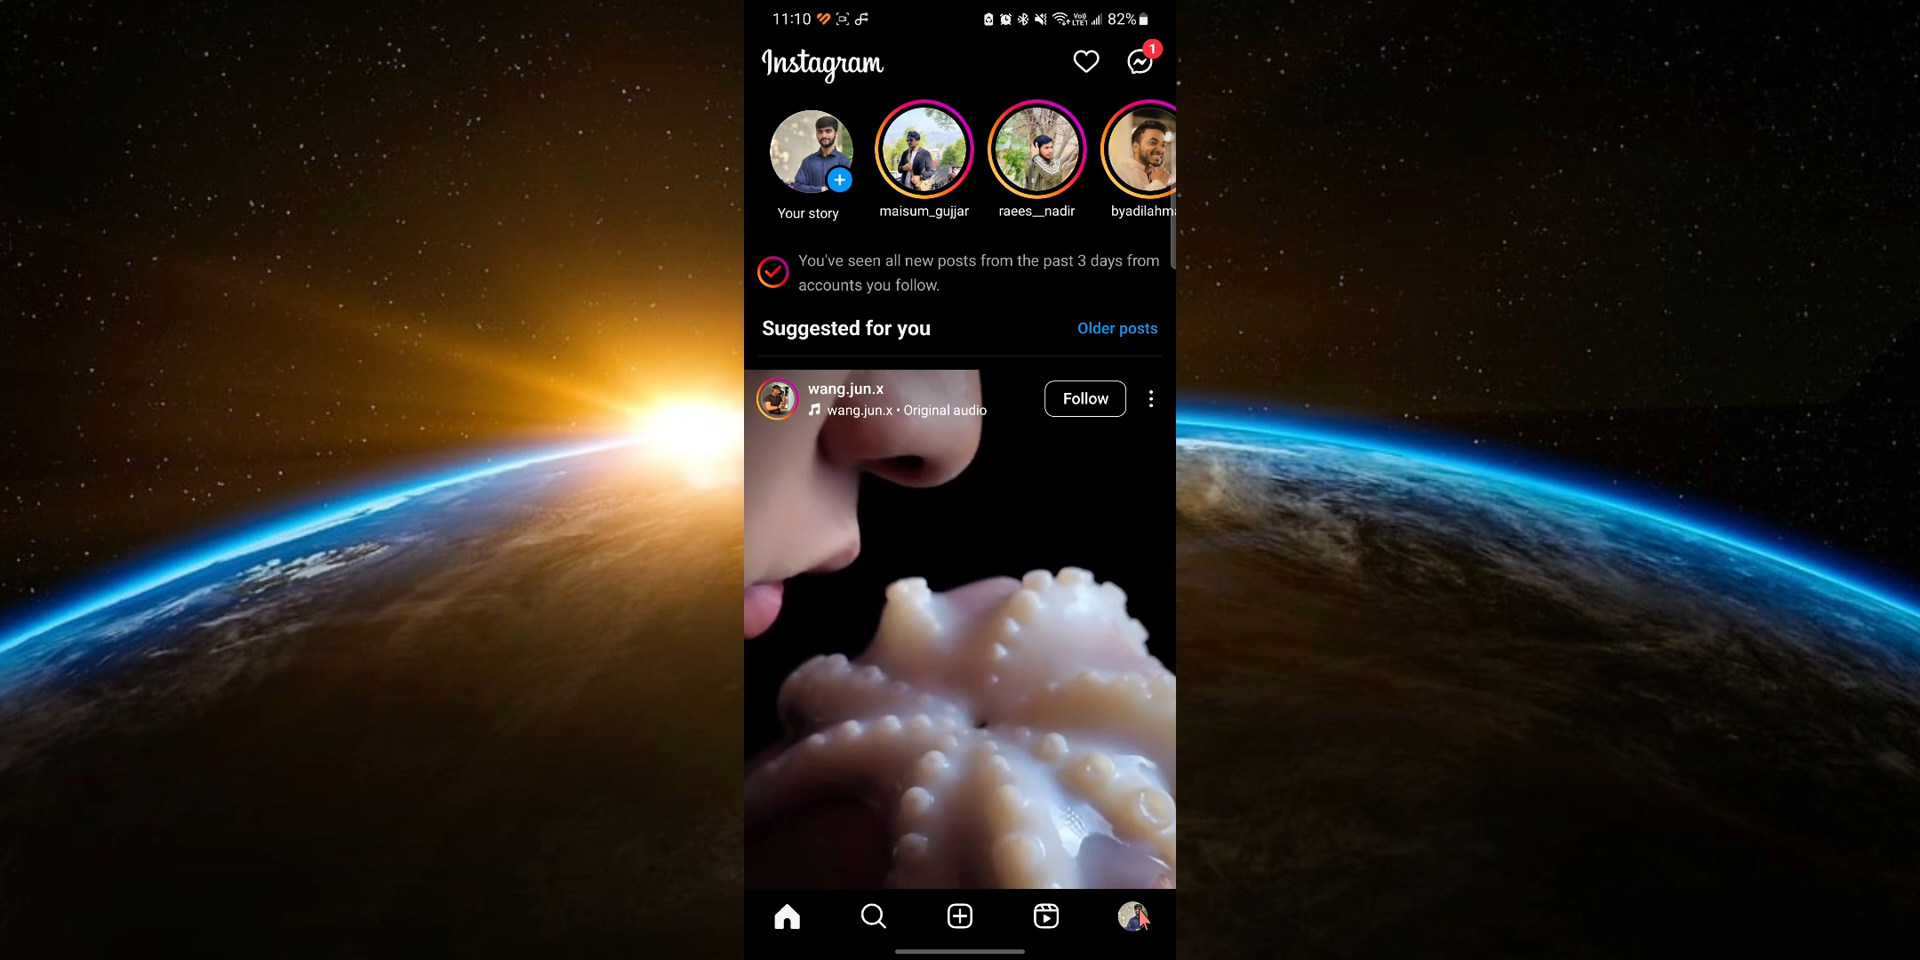 11:10 82%
Instagram
1
Your story
maisum_gujjar
raees__nadir
byadilahma
You've seen all new posts from the past 3 days from
accounts you follow.
Suggested for you
Older posts
wang.jun.x
wang.jun.x • Original audio
Follow